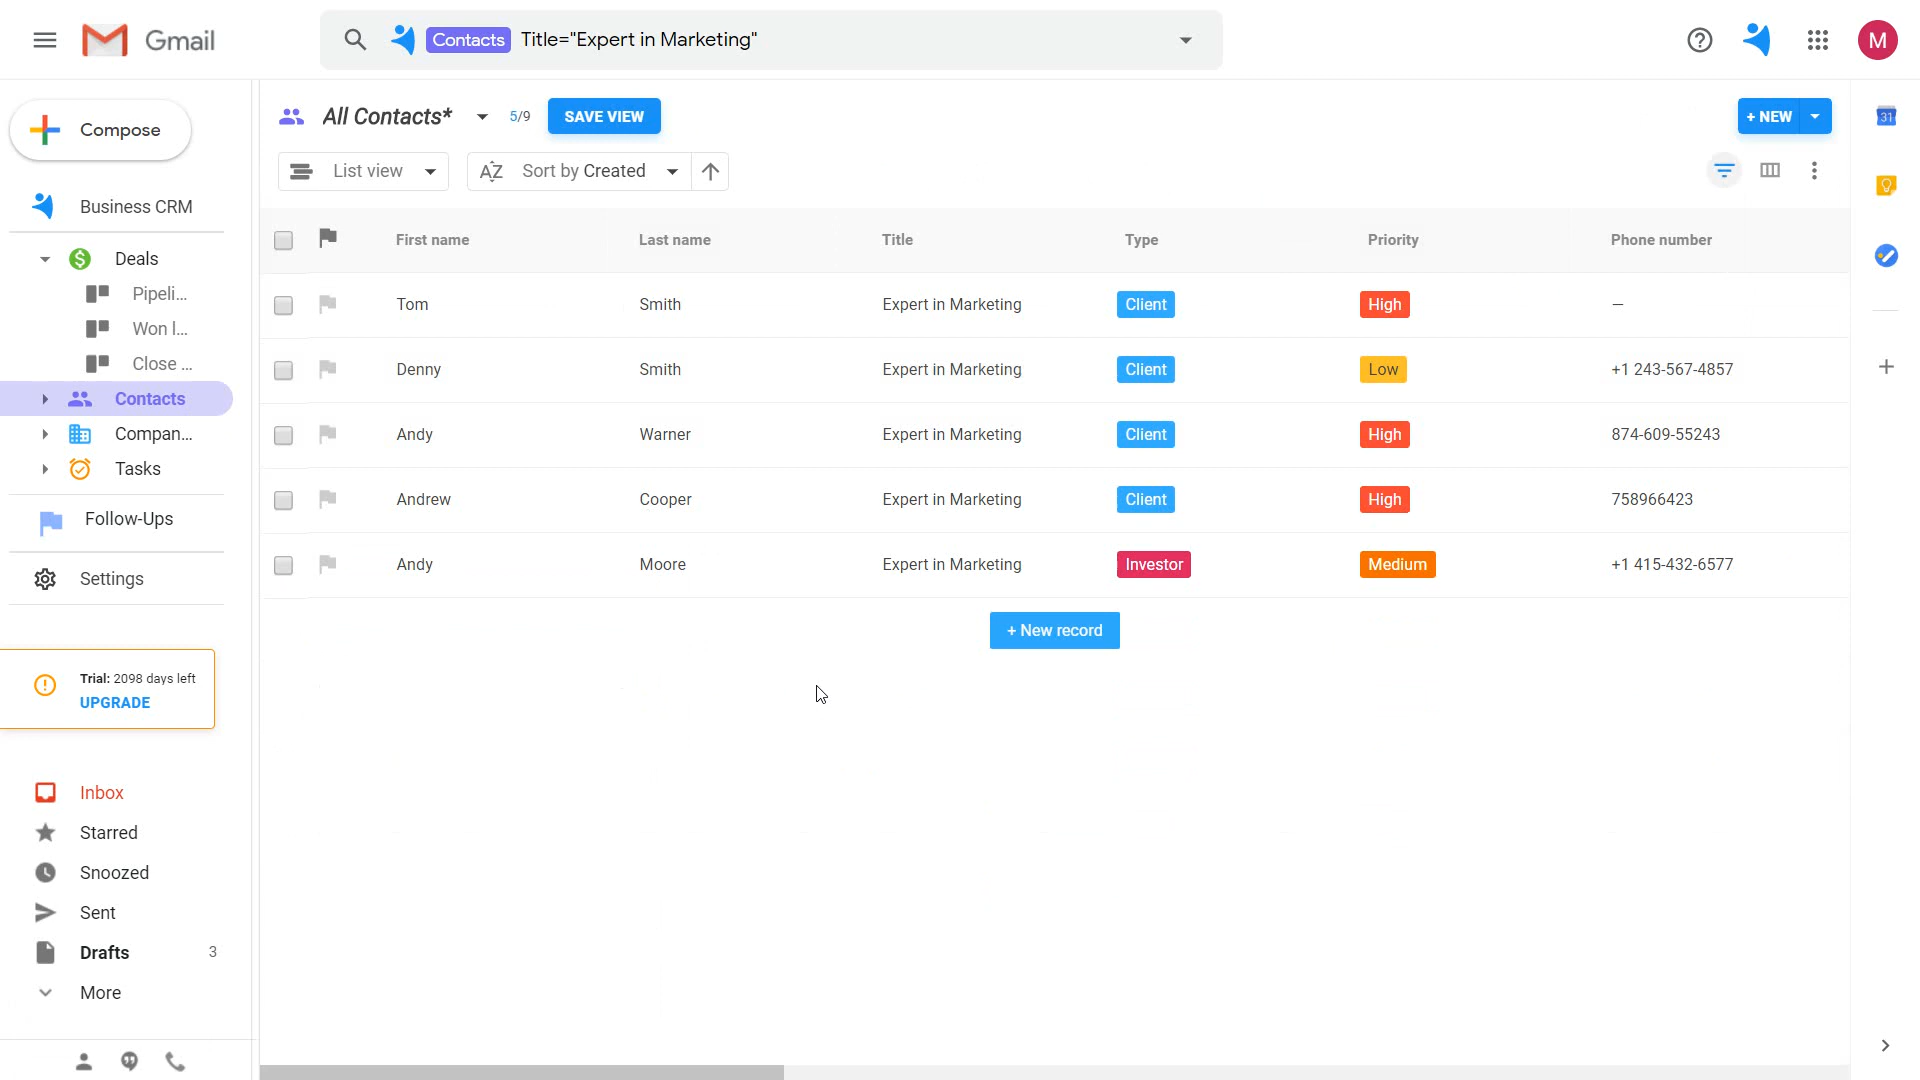 Gmail
Contacts Title="Expert in Marketing"
M
Compose
Business CRM
Deals
Pipeli...
Won l...
Close ...
Contacts
Compan...
Tasks
Follow-Ups
Settings
Trial: 2098 days left
UPGRADE
Inbox
Starred
Snoozed
Sent
Drafts 3
More
All Contacts* 5/9 SAVE VIEW
+ NEW
List view
AZ Sort by Created
First name Last name Title Type Priority Phone number
Tom Smith Expert in Marketing Client High —
Denny Smith Expert in Marketing Client Low +1 243-567-4857
Andy Warner Expert in Marketing Client High 874-609-55243
Andrew Cooper Expert in Marketing Client High 758966423
Andy Moore Expert in Marketing Investor Medium +1 415-432-6577
+ New record
31